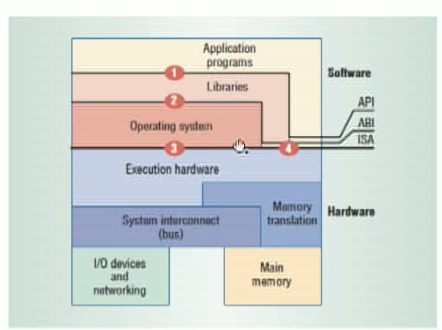 Application
programs
1
Software
Libraries
2
API
ABI
Operating system
ISA
3
4
Execution hardware
Memory
translation
Hardware
System interconnect
(bus)
I/O devices
and
networking
Main
memory